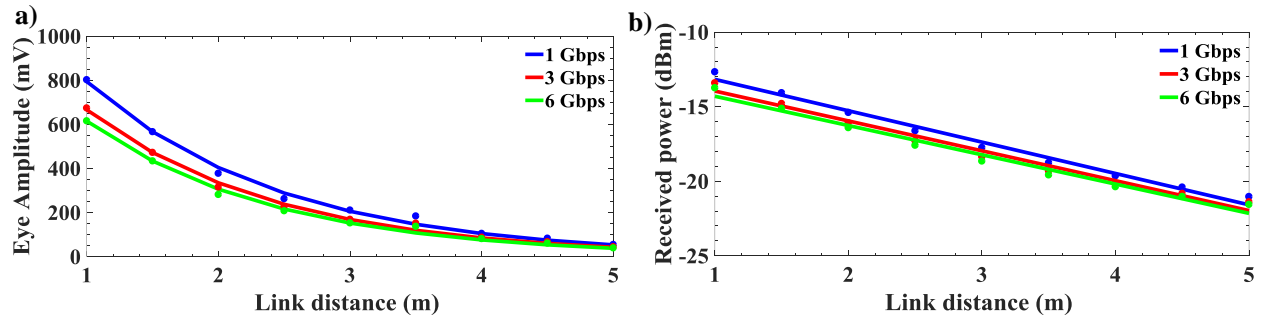 a)
Eye Amplitude (mV)
1000
800
600
400
200
0
1 Gbps
3 Gbps
6 Gbps
1 2 3 4 5
Link distance (m)
b)
Received power (dBm)
-10
-15
-20
-25
1 Gbps
3 Gbps
6 Gbps
1 2 3 4 5
Link distance (m)